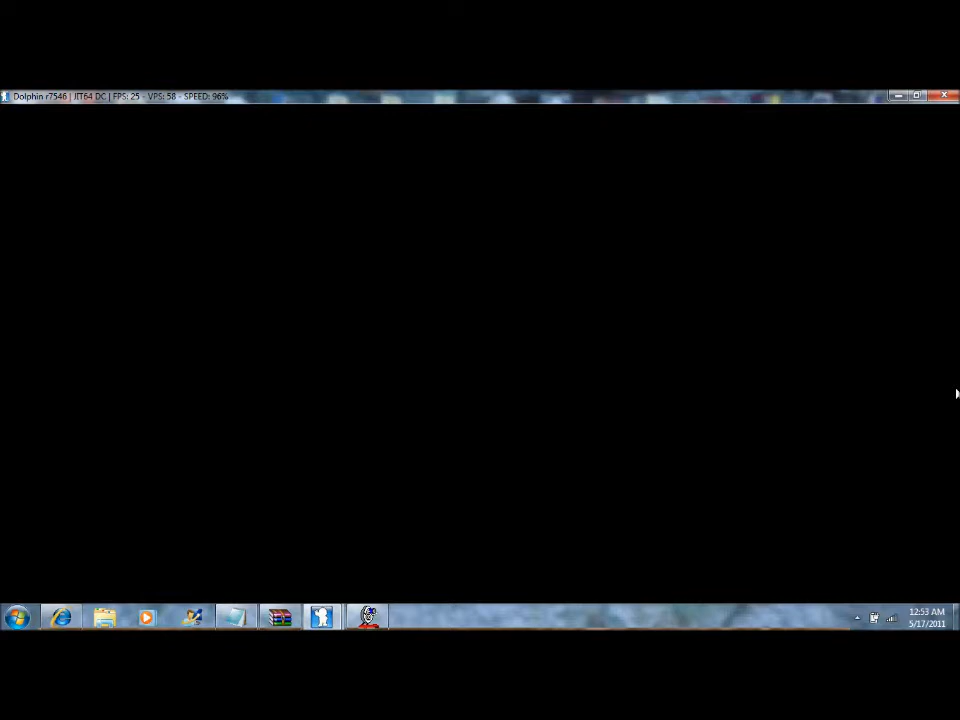 Dolphin r7546 | JIT64 DC | FPS: 25 - VPS: 58 - SPEED: 96%
12:53 AM
5/17/2011